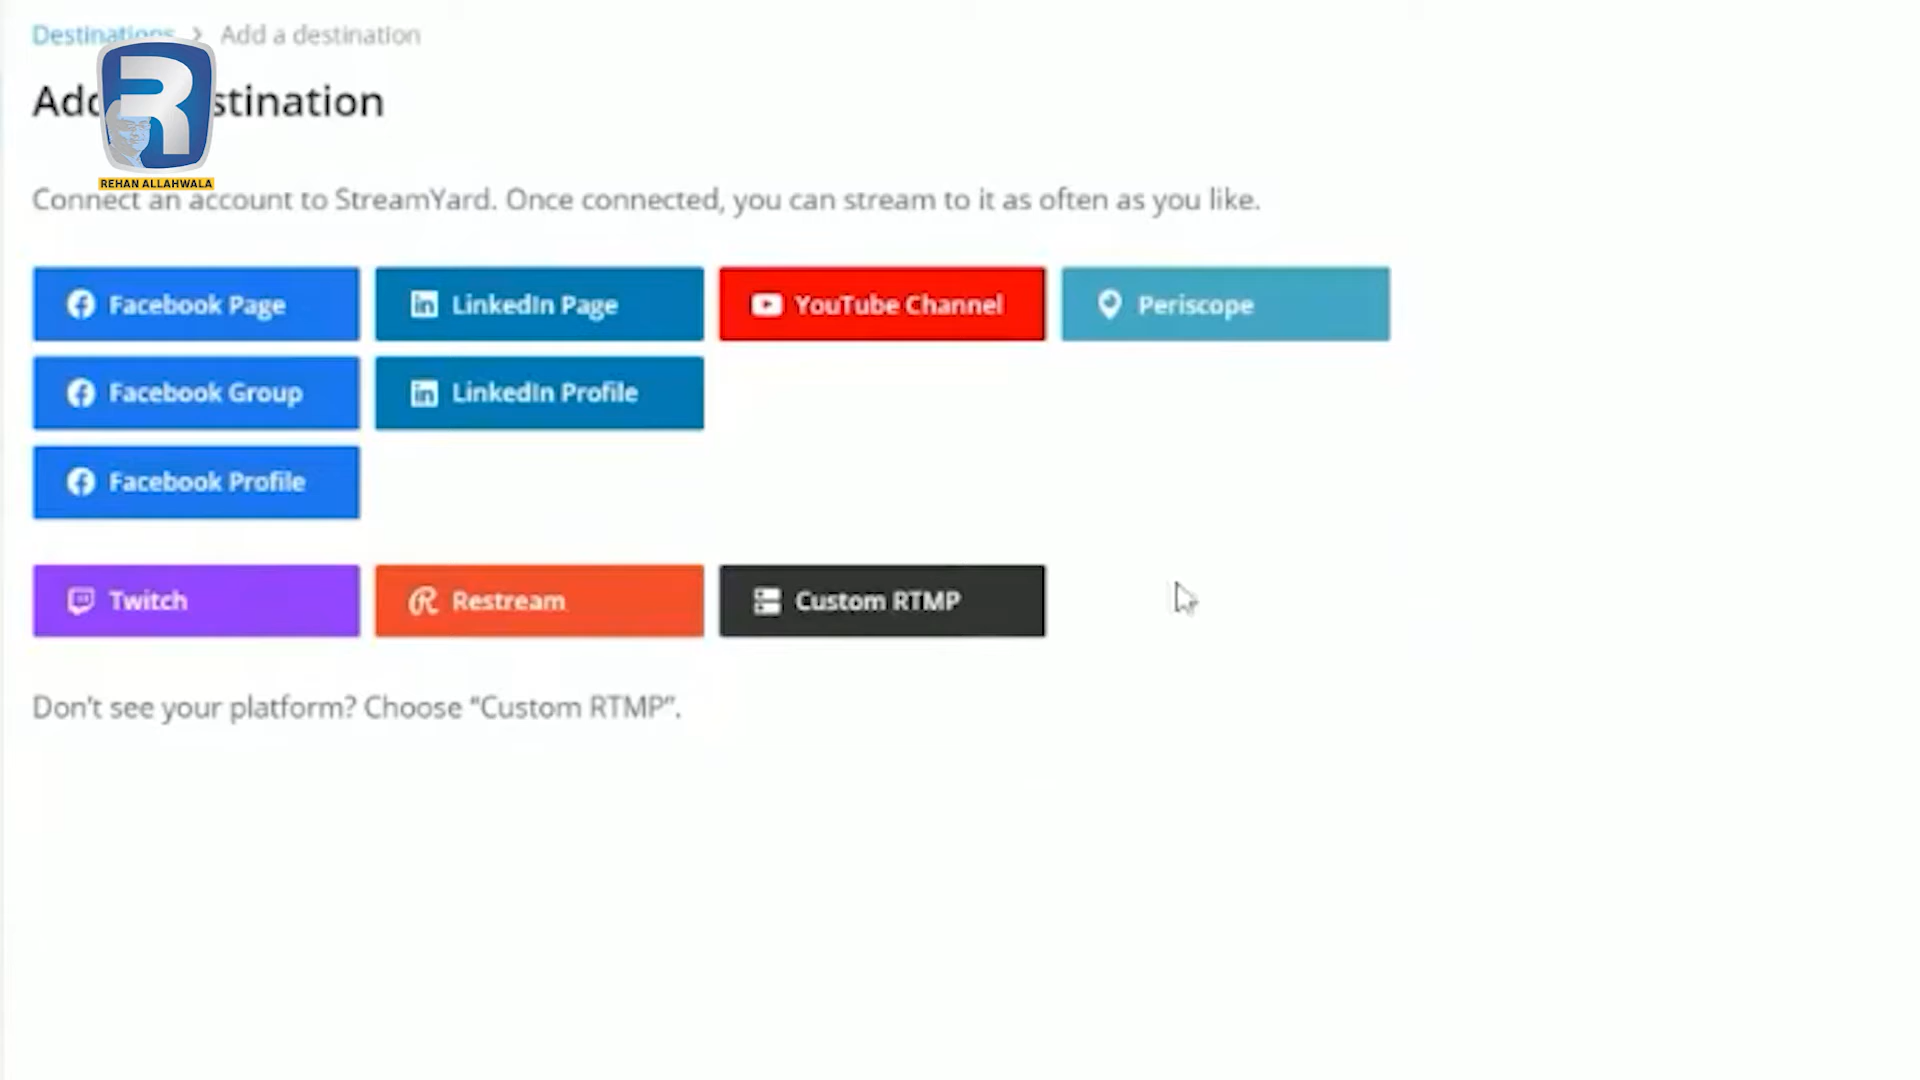 Destinations > Add a destination
Add stination
REHAN ALLAHWALA
Connect an account to StreamYard. Once connected, you can stream to it as often as you like.
Facebook Page LinkedIn Page YouTube Channel Periscope
Facebook Group LinkedIn Profile
Facebook Profile
Twitch Restream Custom RTMP
Don't see your platform? Choose “Custom RTMP”.